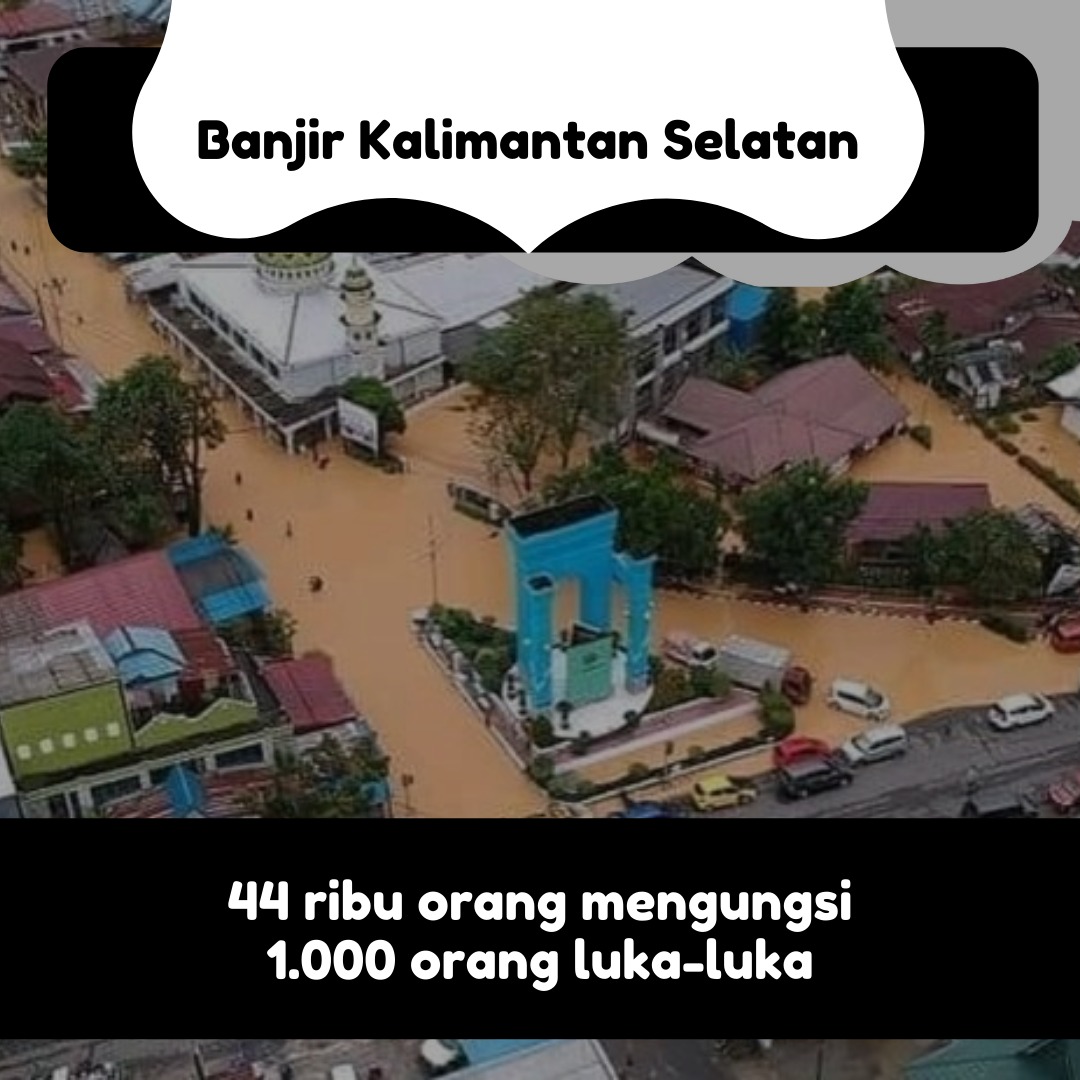 Banjir Kalimantan Selatan
44 ribu orang mengungsi
1.000 orang luka-luka